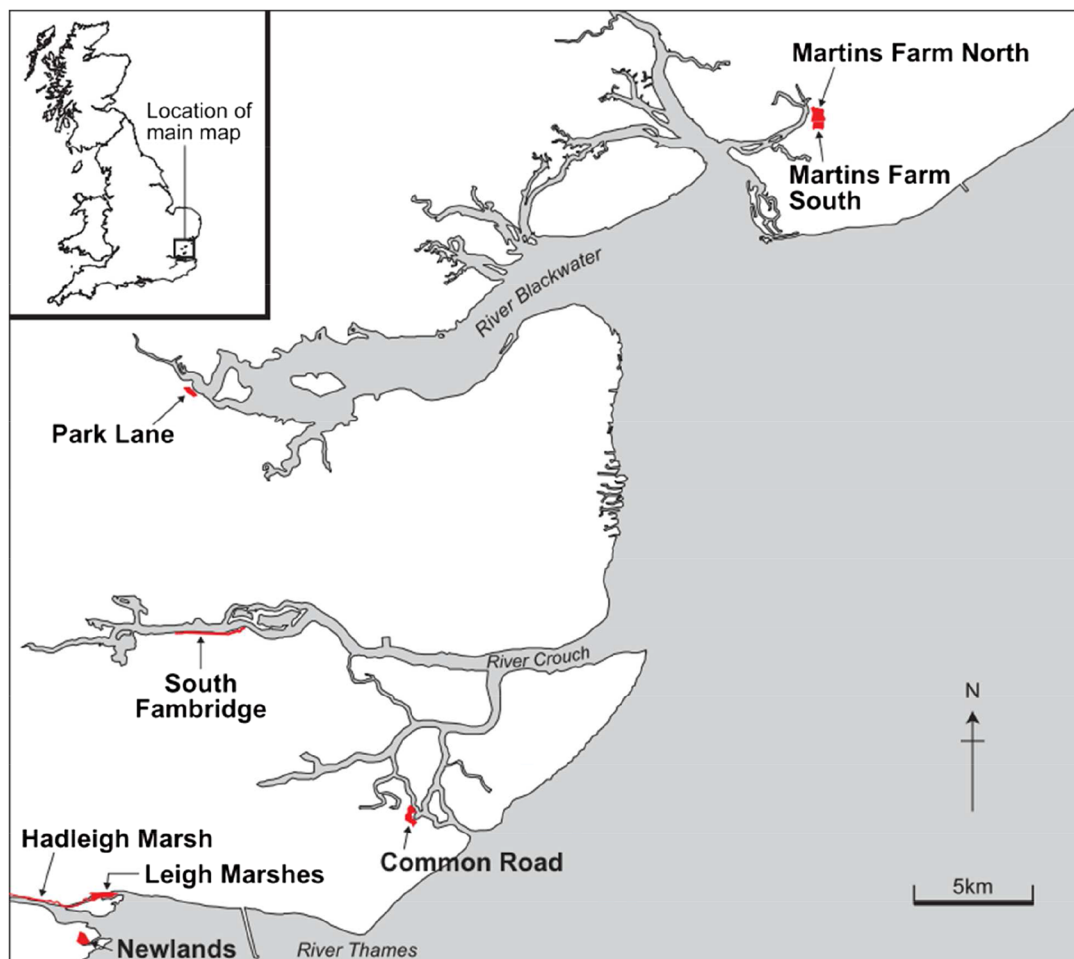 Location of
main map
Martins Farm North
Martins Farm
South
River Blackwater
Park Lane
River Crouch
South
Fambridge
N
Hadleigh Marsh
Leigh Marshes
Common Road
5km
Newlands
River Thames